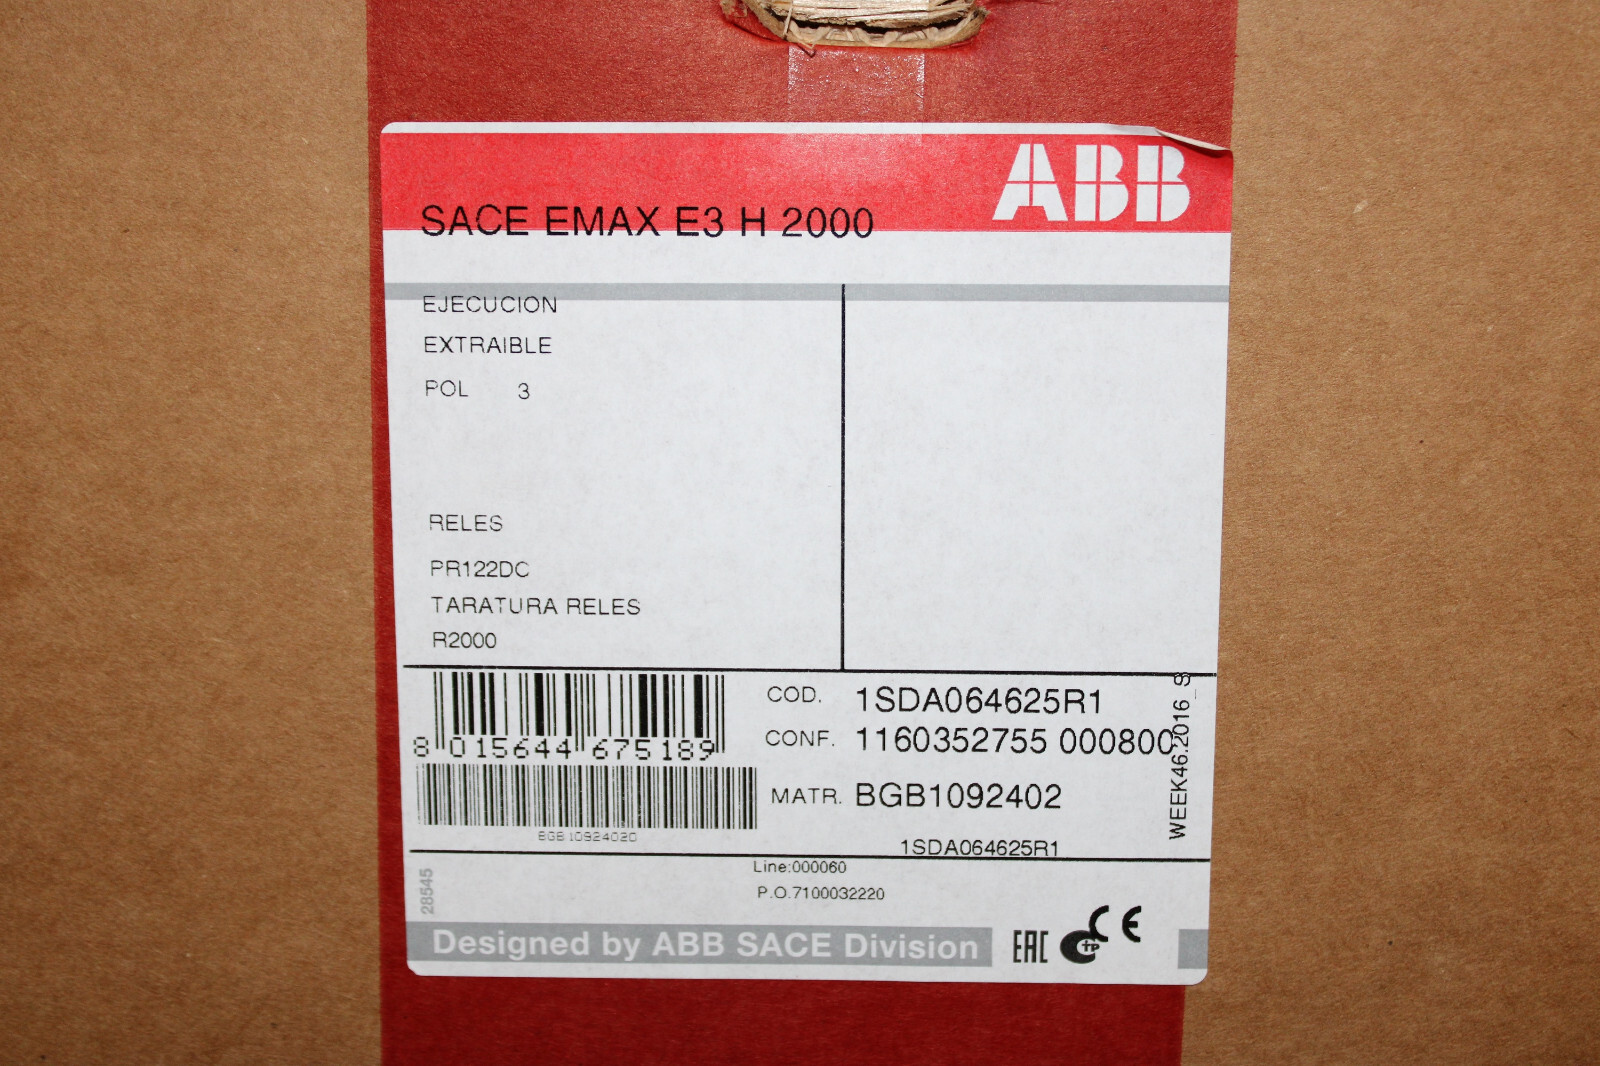 ABB
SACE EMAX E3 H 2000
EJECUCION
EXTRAIBLE
POL 3
RELES
PR122DC
TARATURA RELES
R2000
8 015644 675189
BGB10924020
COD. 1SDA064625R1
CONF. 1160352755 000800
MATR. BGB1092402
1SDA064625R1
WEEK46.2016_S
Line:000060
P.O.7100032220
28545
Designed by ABB SACE Division
EAC
CE